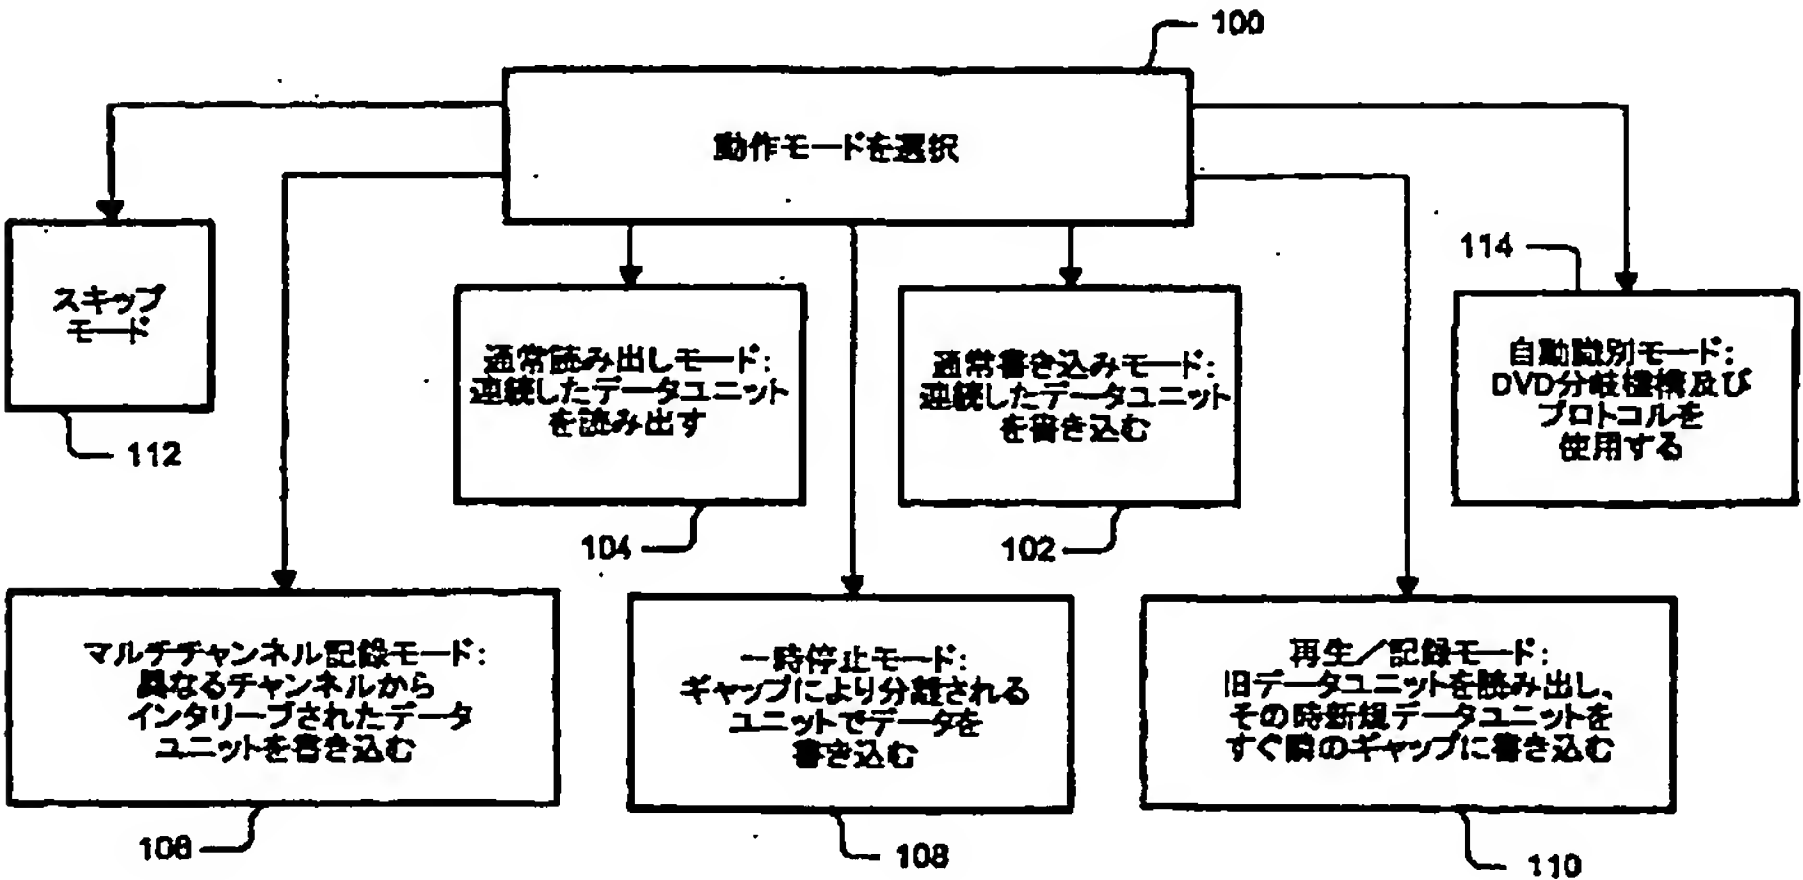 100
動作モードを選択
スキップ
モード
112
通常読み出しモード:
連続したデータユニット
を読み出す
104
通常書き込みモード:
連続したデータユニット
を書き込む
102
114
自動識別モード:
DVD分岐機構及び
プロトコルを
使用する
マルチチャンネル記録モード:
異なるチャンネルから
インタリーブされたデータ
ユニットを書き込む
106
一時停止モード:
ギャップにより分離される
ユニットでデータを
書き込む
108
再生／記録モード:
旧データユニットを読み出し、
その時新規データユニットを
すぐ隣のギャップに書き込む
110